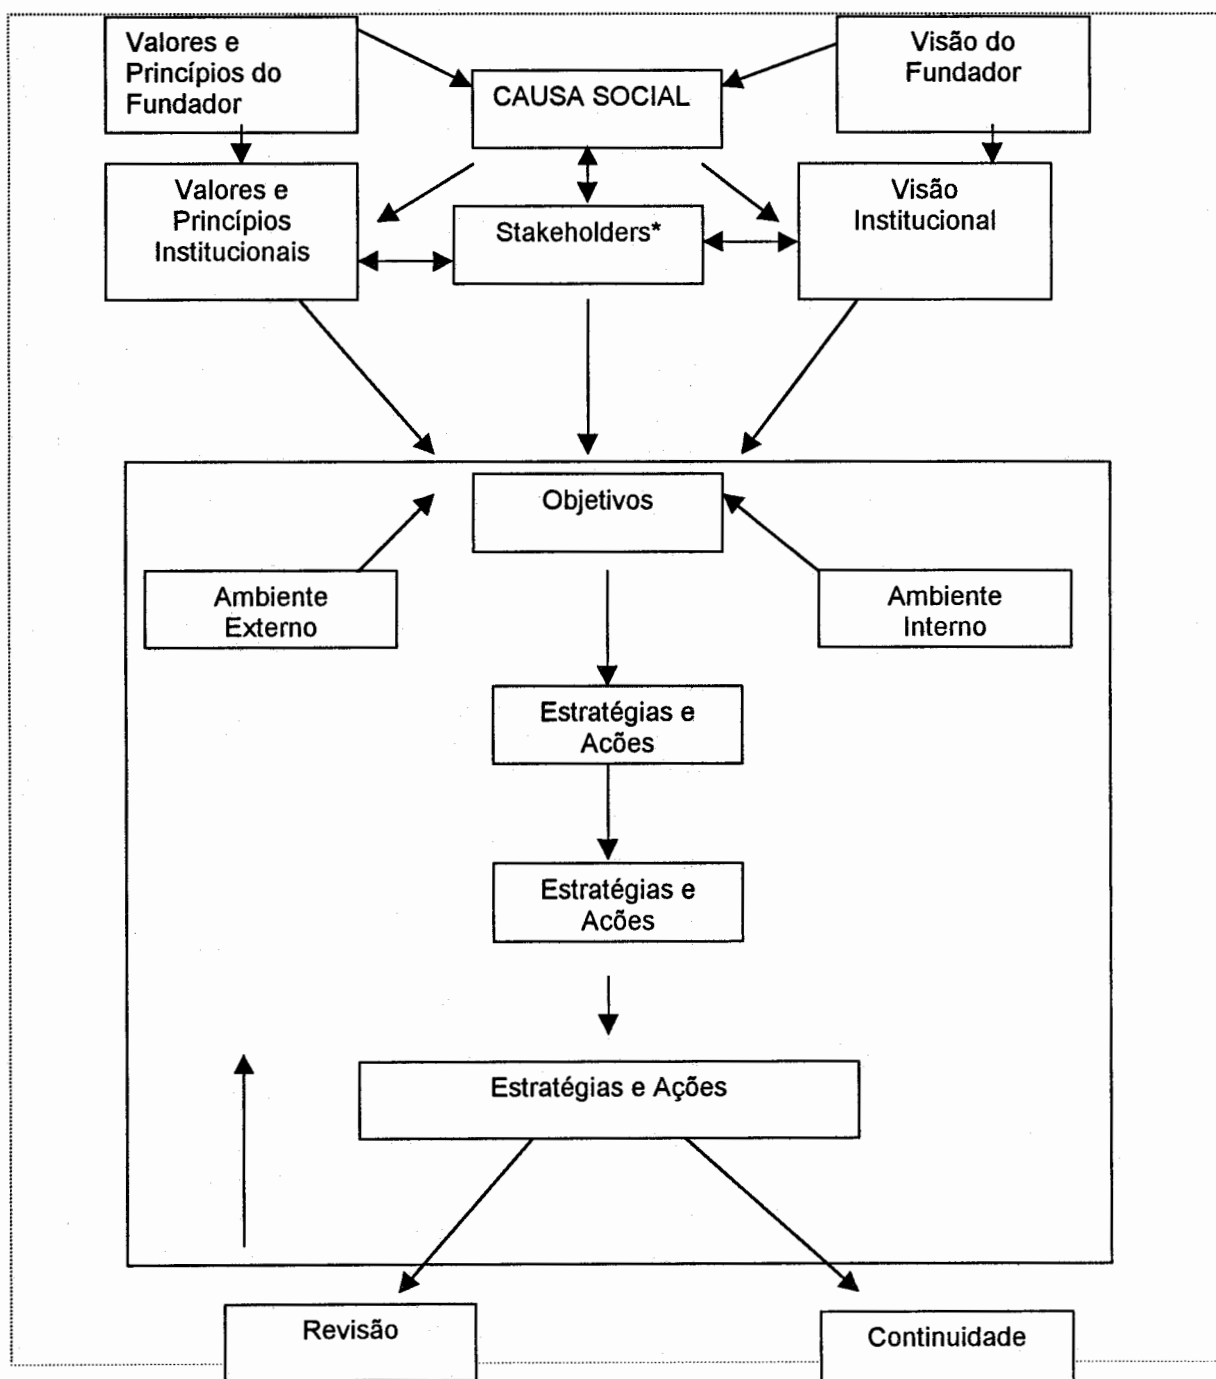 Valores e
Princípios do
Fundador
CAUSA SOCIAL
Visão do
Fundador
Valores e
Princípios
Institucionais
Stakeholders*
Visão
Institucional
Objetivos
Ambiente
Externo
Ambiente
Interno
Estratégias e
Acões
Estratégias e
Acões
Estratégias e Ações
Revisão
Continuidade